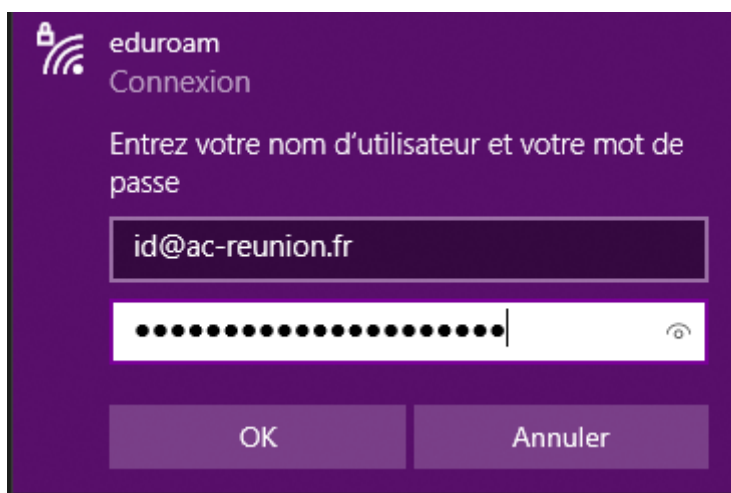 eduroam
Connexion
Entrez votre nom d'utilisateur et votre mot de
passe
id@ac-reunion.fr
●●●●●●●●●●●●●●●●●●●●●●
OK
Annuler